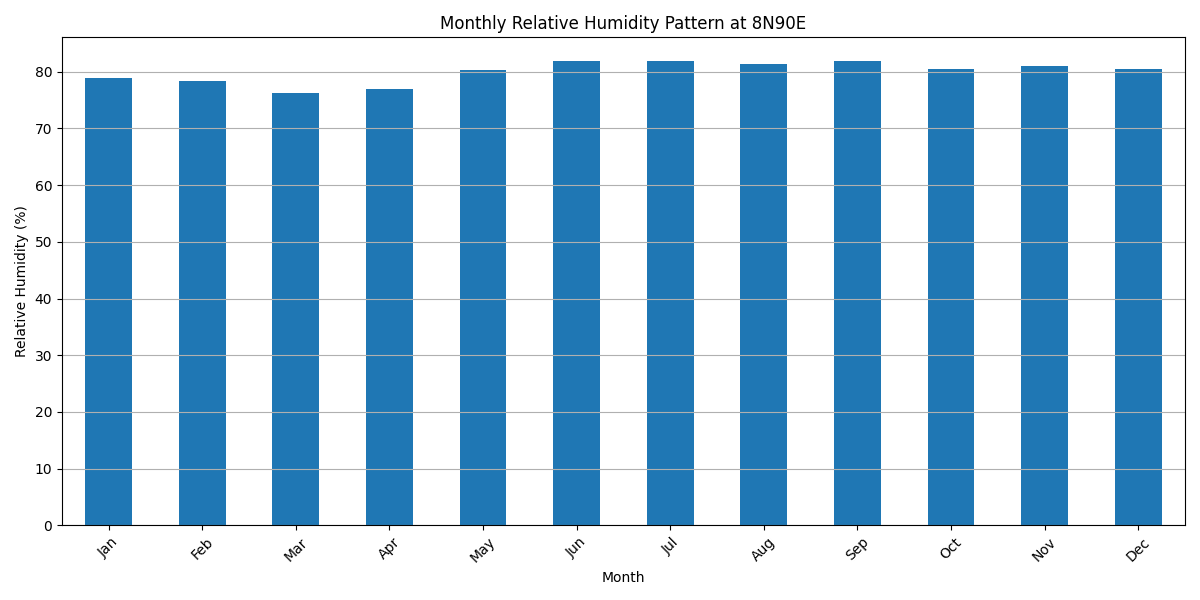 Monthly Relative Humidity Pattern at 8N90E
Relative Humidity (%)
80
70
60
50
40
30
20
10
0
Jan Feb Mar Apr May Jun Jul Aug Sep Oct Nov Dec
Month